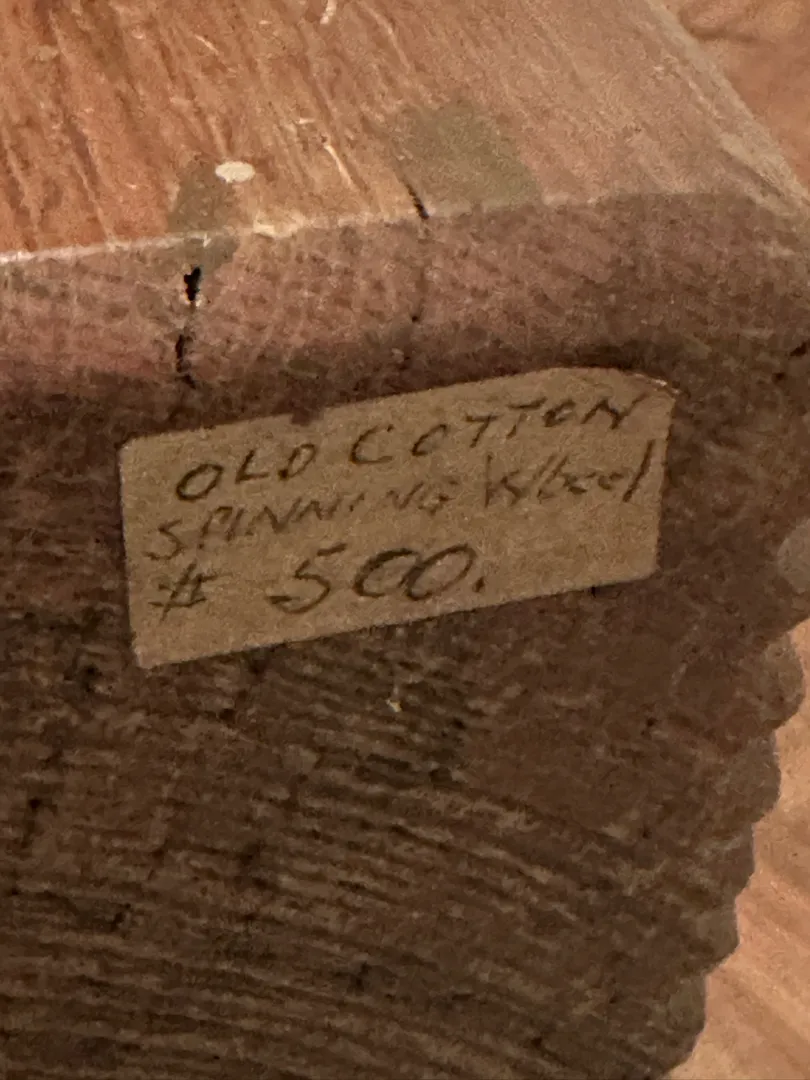 OLD COTTON
SPINNING Wheel
# 500.